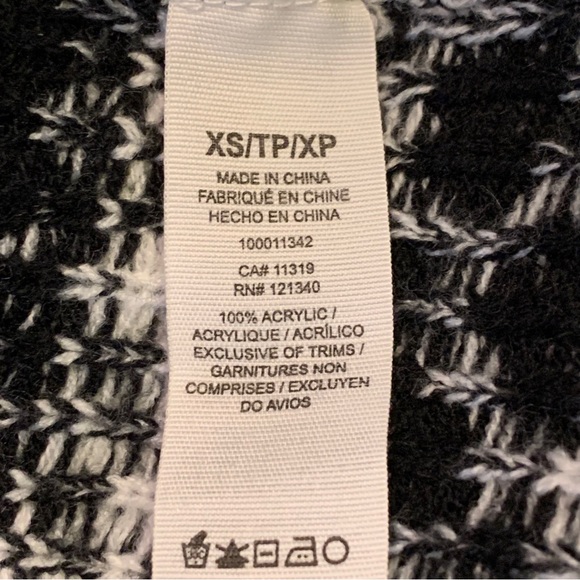 XS/TP/XP
MADE IN CHINA
FABRIQUÉ EN CHINE
HECHO EN CHINA
100011342
CA# 11319
RN# 121340
100% ACRYLIC /
ACRYLIQUE / ACRÍLICO
EXCLUSIVE OF TRIMS /
GARNITURES NON
COMPRISES / EXCLUYEN
DO AVIOS